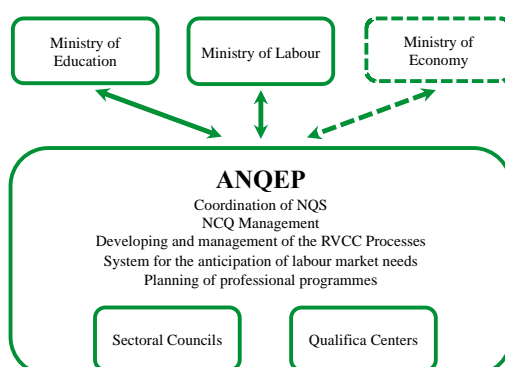 Ministry of
Education
Ministry of Labour
Ministry of
Economy
ANQEP
Coordination of NQS
NCQ Management
Developing and management of the RVCC Processes
System for the anticipation of labour market needs
Planning of professional programmes
Sectoral Councils
Qualifica Centers